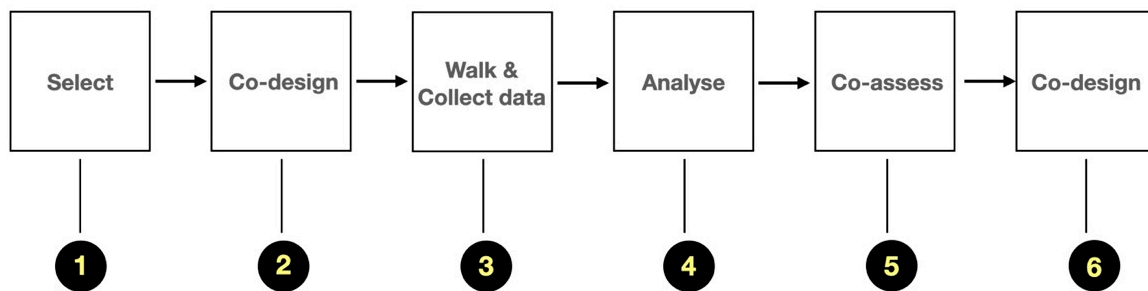 Select
Co-design
Walk &
Collect data
Analyse
Co-assess
Co-design
1
2
3
4
5
6